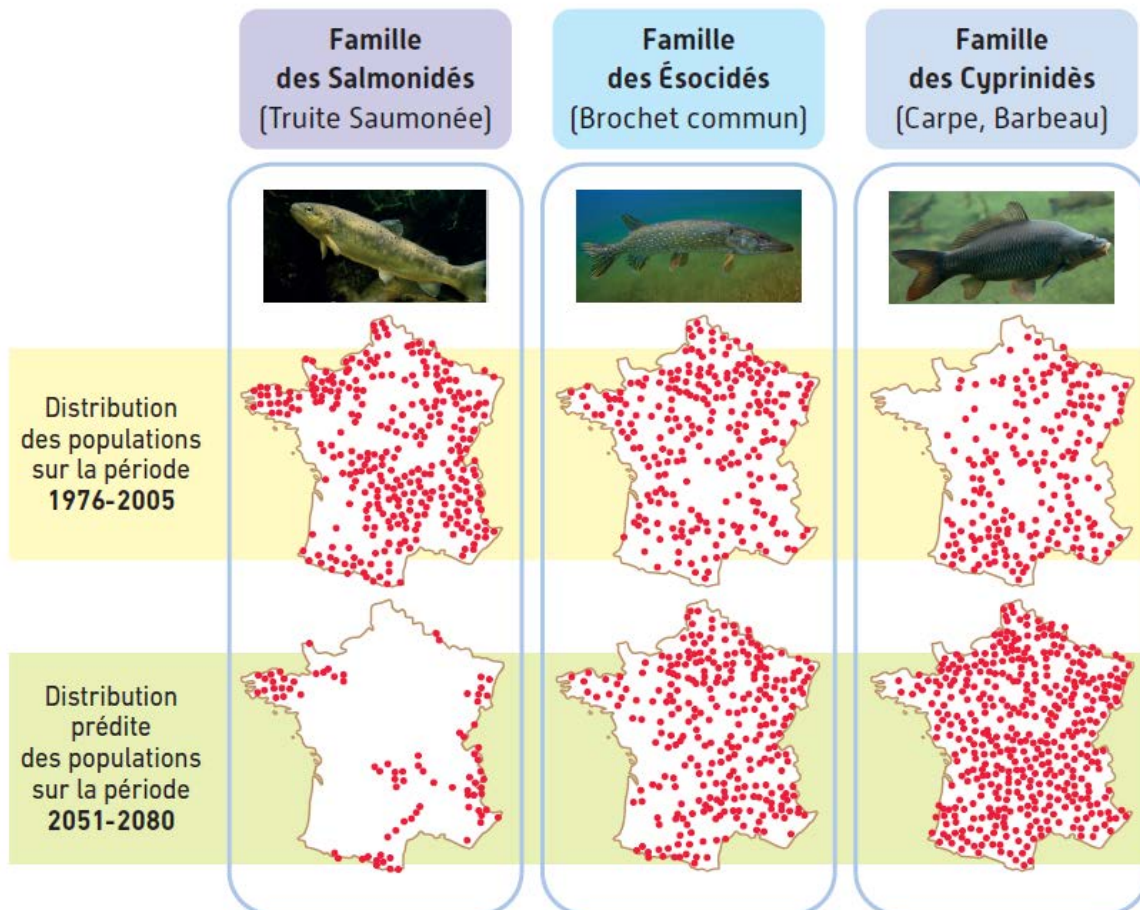 Famille
des Salmonidés
(Truite Saumonée)
Famille
des Ésocidés
(Brochet commun)
Famille
des Cyprinidès
(Carpe, Barbeau)
Distribution
des populations
sur la période
1976-2005
Distribution
prédite
des populations
sur la période
2051-2080